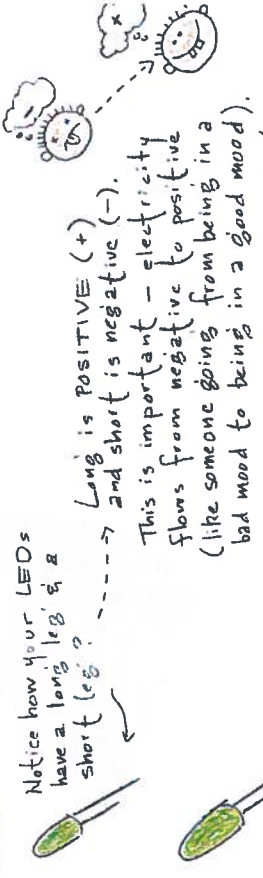 Notice how your LEDs
have a long leg & a
short leg?
Long is POSITIVE (+)
and short is negative (-).
This is important - electricity
flows from negative to positive
(like someone going from being in a
bad mood to being in a good mood).